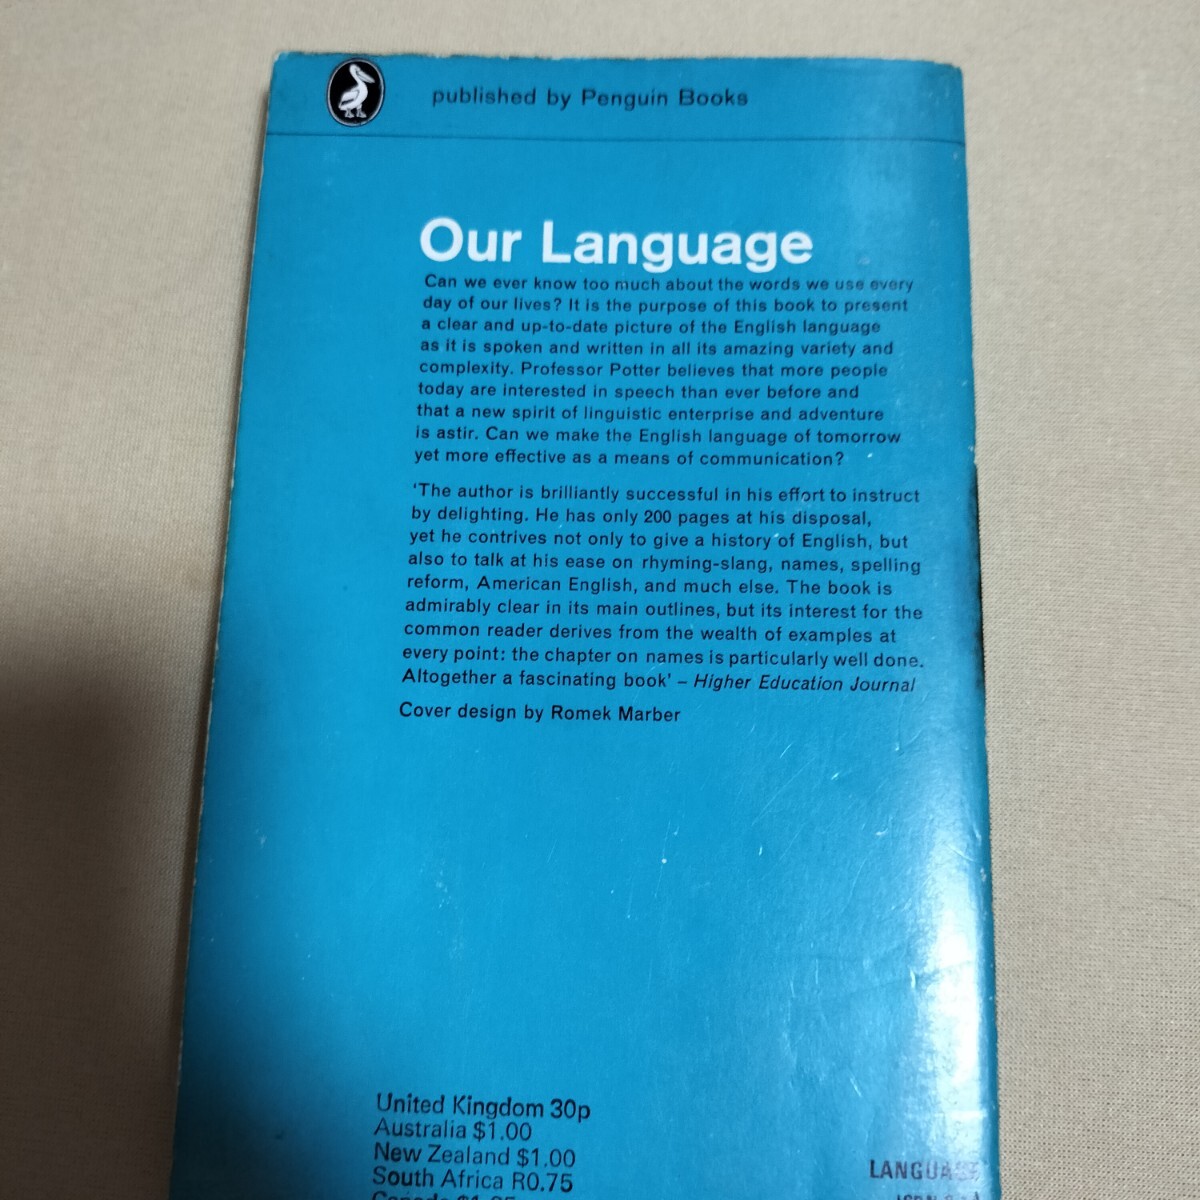 published by Penguin Books
Our Language
Can we ever know too much about the words we use every
day of our lives? It is the purpose of this book to present
a clear and up-to-date picture of the English language
as it is spoken and written in all its amazing variety and
complexity. Professor Potter believes that more people
today are interested in speech than ever before and
that a new spirit of linguistic enterprise and adventure
is astir. Can we make the English language of tomorrow
yet more effective as a means of communication?
'The author is brilliantly successful in his effort to instruct
by delighting. He has only 200 pages at his disposal,
yet he contrives not only to give a history of English, but
also to talk at his ease on rhyming-slang, names, spelling
reform, American English, and much else. The book is
admirably clear in its main outlines, but its interest for the
common reader derives from the wealth of examples at
every point: the chapter on names is particularly well done.
Altogether a fascinating book' – Higher Education Journal
Cover design by Romek Marber
United Kingdom 30p
Australia $1.00
New Zealand $1.00
South Africa R0.75
LANGUAGE